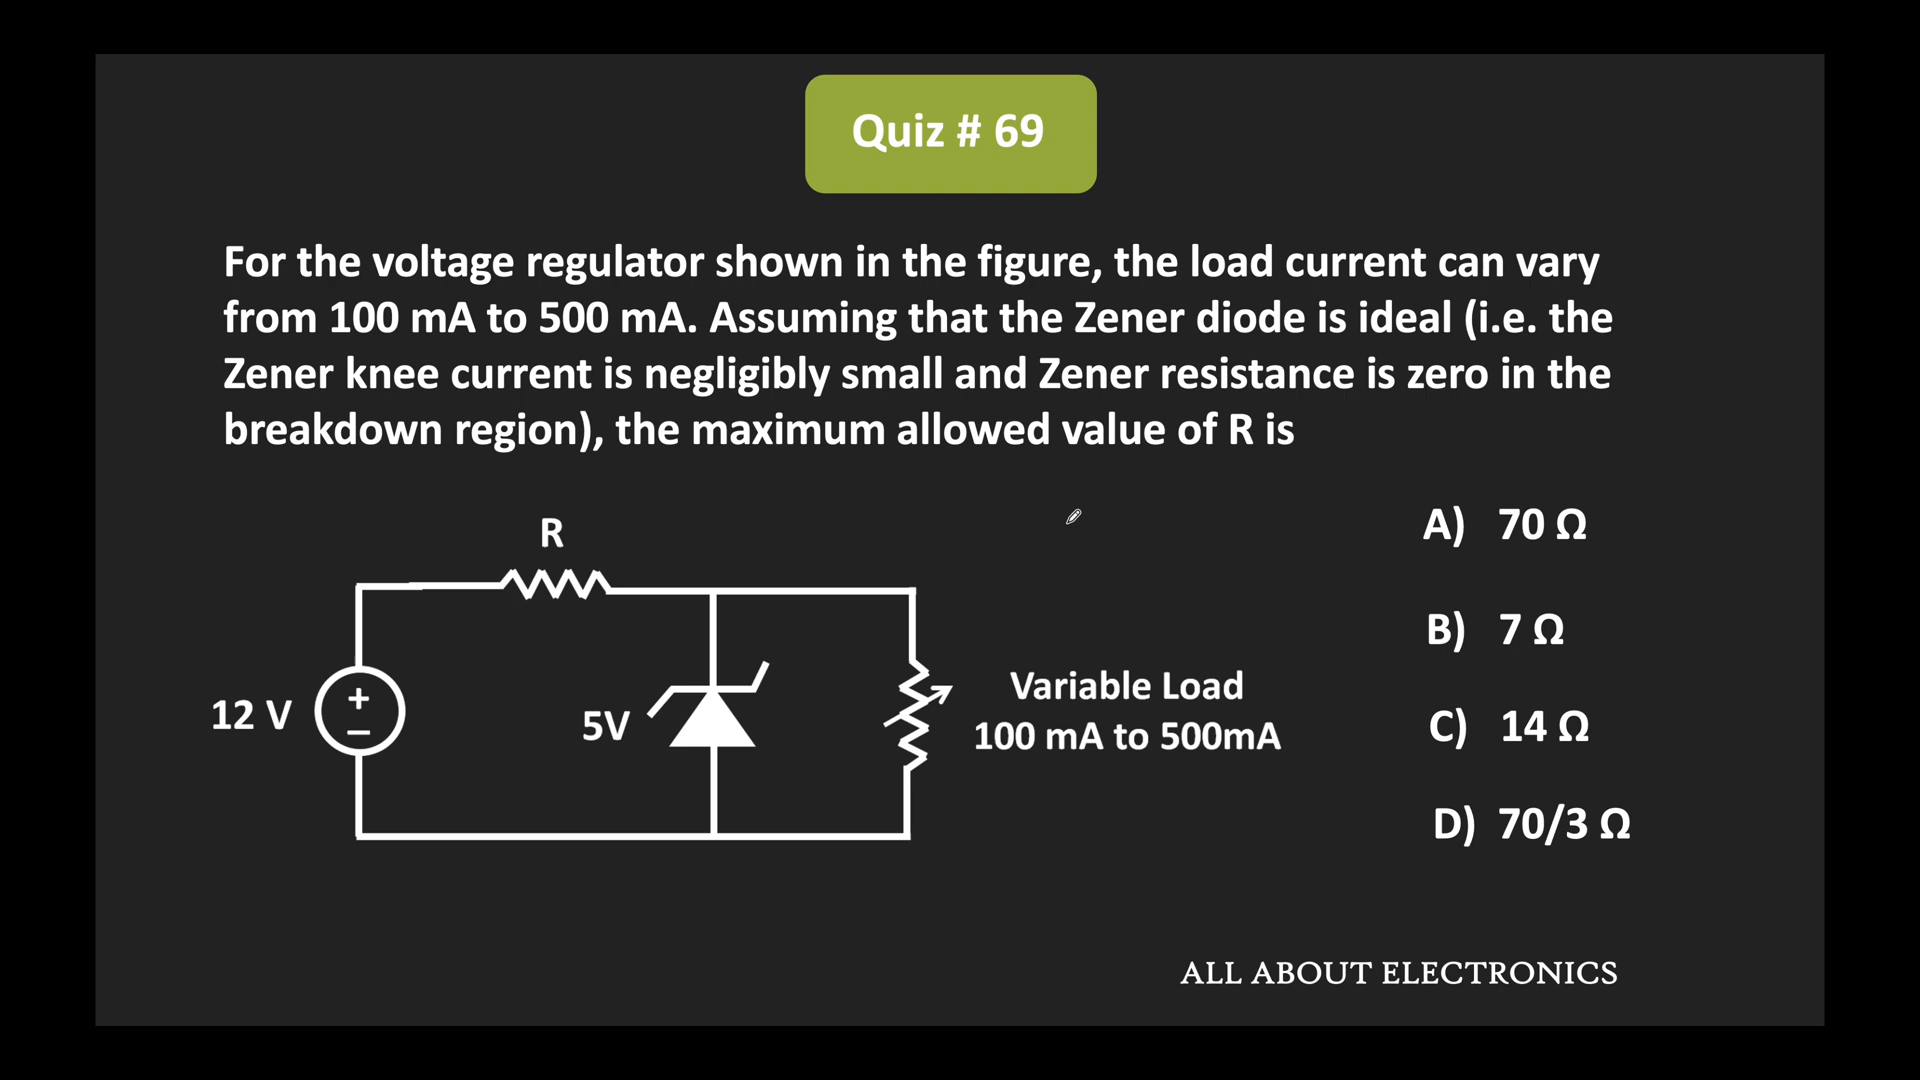 Quiz # 69
For the voltage regulator shown in the figure, the load current can vary
from 100 mA to 500 mA. Assuming that the Zener diode is ideal (i.e. the
Zener knee current is negligibly small and Zener resistance is zero in the
breakdown region), the maximum allowed value of R is
R
12 V
+
−
5V
Variable Load
100 mA to 500mA
A) 70 Ω
B) 7 Ω
C) 14 Ω
D) 70/3 Ω
ALL ABOUT ELECTRONICS